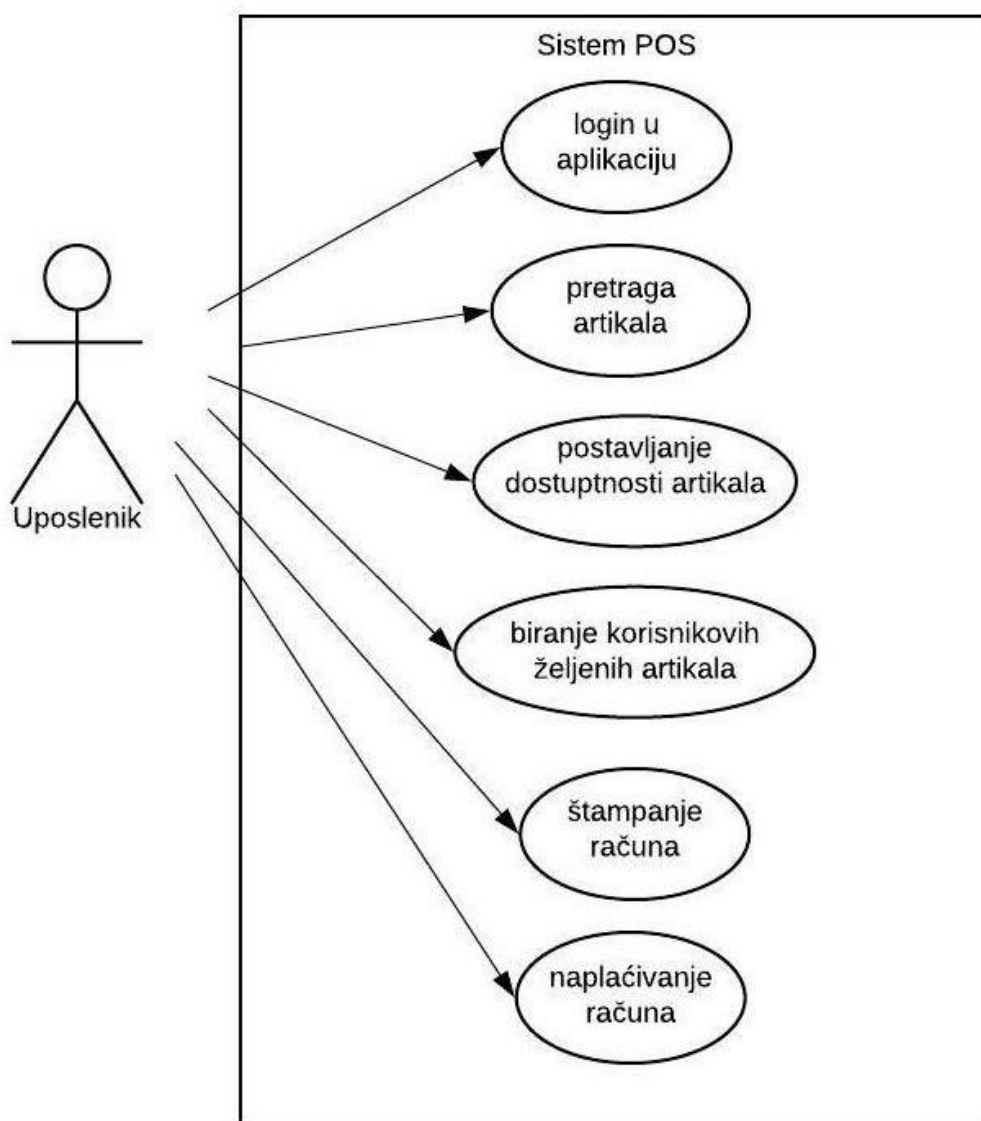 Sistem POS
login u
aplikaciju
pretraga
artikala
postavljanje
dostuptnosti artikala
Uposlenik
biranje korisnikovih
željenih artikala
štampanje
računa
naplaćivanje
računa